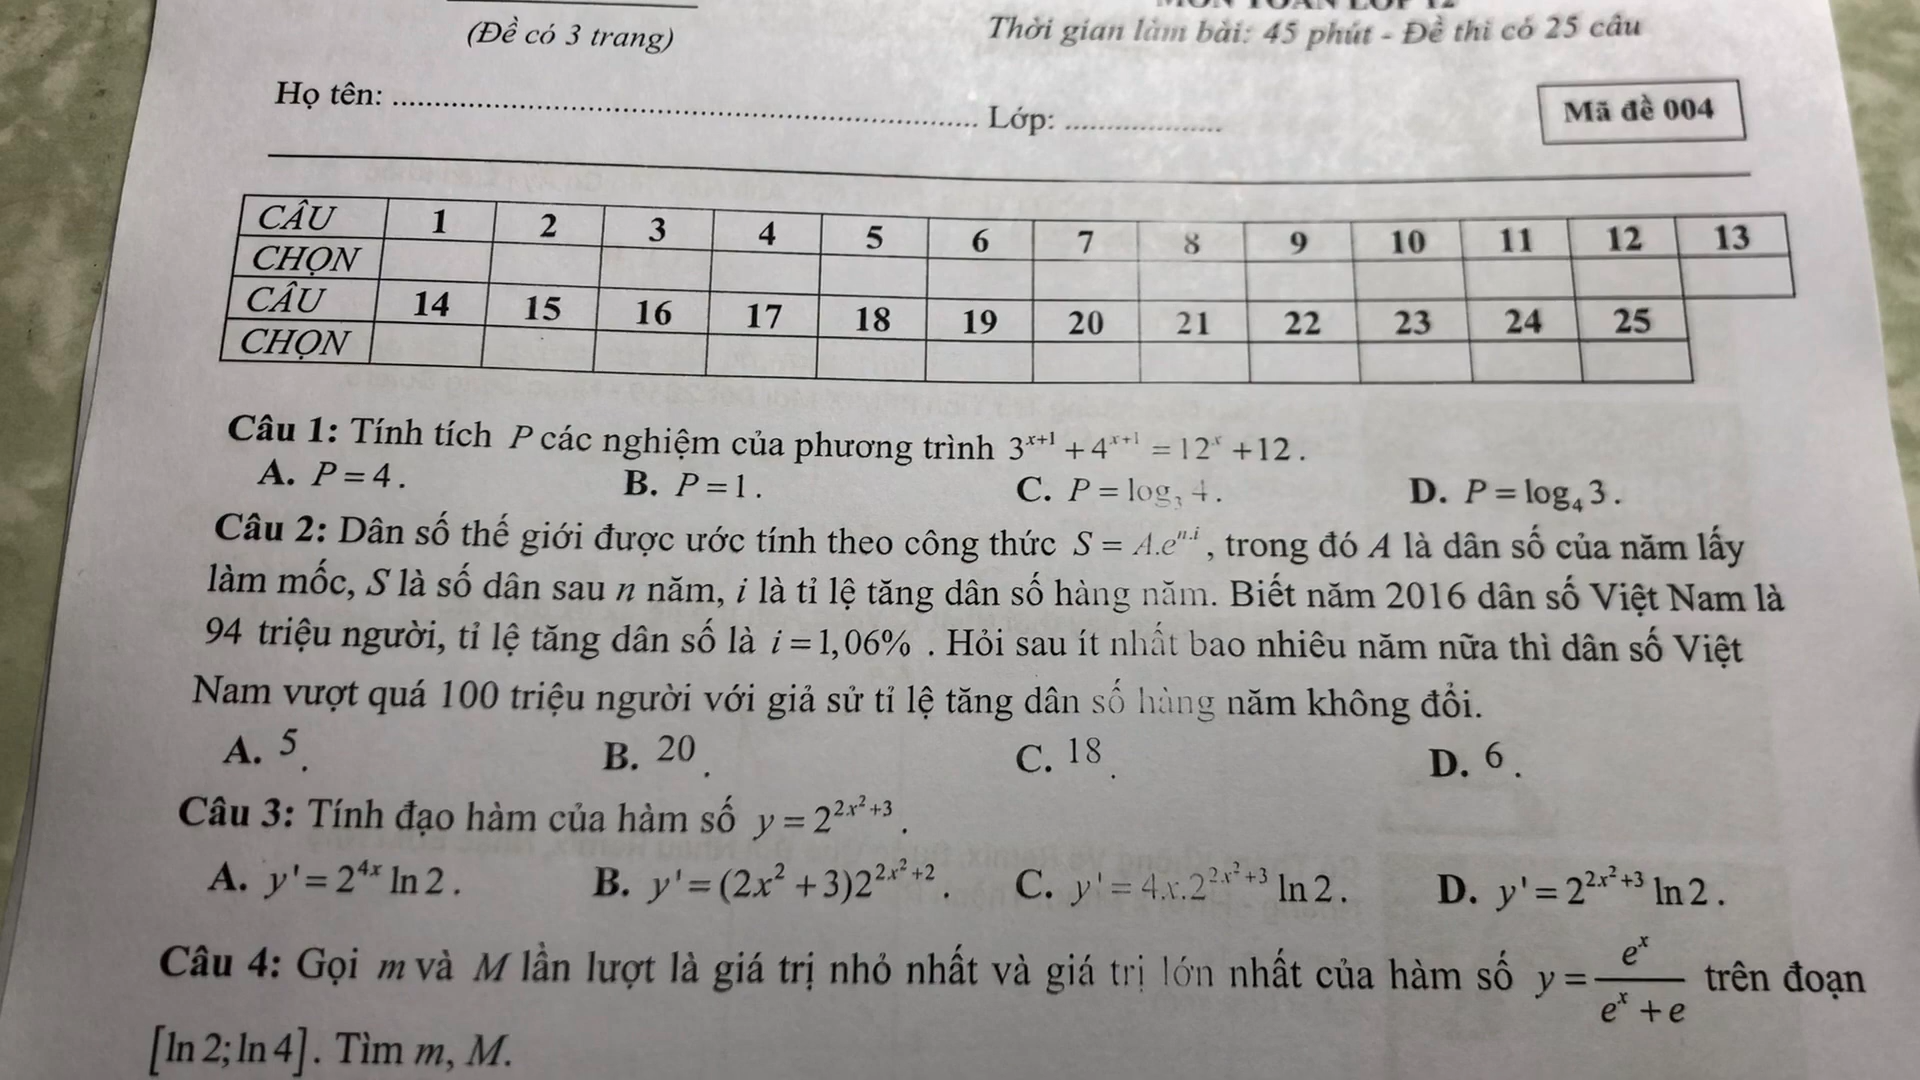 (Đề có 3 trang)
MÔN TOÁN LỚP 12
Thời gian làm bài: 45 phút - Đề thi có 25 câu
Họ tên: ............................ Lớp: ....................
Mã đề 004
CÂU 1 2 3 4 5 6 7 8 9 10 11 12 13
CHỌN
CÂU 14 15 16 17 18 19 20 21 22 23 24 25
CHỌN
Câu 1: Tính tích P các nghiệm của phương trình 3^{x+1} + 4^{x+1} = 12^x + 12.
A. P = 4. B. P = 1. C. P = log_3 4. D. P = log_4 3.
Câu 2: Dân số thế giới được ước tính theo công thức S = A.e^{n.i}, trong đó A là dân số của năm lấy
làm mốc, S là số dân sau n năm, i là tỉ lệ tăng dân số hàng năm. Biết năm 2016 dân số Việt Nam là
94 triệu người, tỉ lệ tăng dân số là i = 1,06% . Hỏi sau ít nhất bao nhiêu năm nữa thì dân số Việt
Nam vượt quá 100 triệu người với giả sử tỉ lệ tăng dân số hàng năm không đổi.
A. 5. B. 20. C. 18. D. 6.
Câu 3: Tính đạo hàm của hàm số y = 2^{2x^2+3}.
A. y' = 2^{4x} ln 2. B. y' = (2x^2 + 3)2^{2x^2+2}. C. y' = 4.x.2^{2x^2+3} ln 2. D. y' = 2^{2x^2+3} ln 2.
Câu 4: Gọi m và M lần lượt là giá trị nhỏ nhất và giá trị lớn nhất của hàm số y = \frac{e^x}{e^x + e} trên đoạn
[ln 2; ln 4]. Tìm m, M.